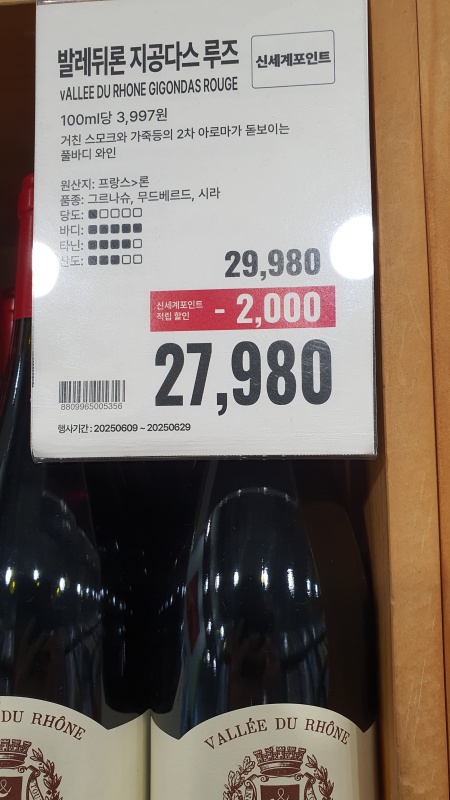 발레뒤론 지공다스 루즈
신세계포인트
vALLEE DU RHONE GIGONDAS ROUGE
100ml당 3,997원
거친 스모크와 가죽등의 2차 아로마가 돋보이는
풀바디 와인
원산지: 프랑스>론
품종: 그르나슈, 무드베르드, 시라
당도: ■□□□□
바디: ■■■■■
타닌: ■■■■□
산도: ■■■□□
29,980
신세계포인트
적립 할인
- 2,000
27,980
8809965005356
행사기간 : 20250609 ~ 20250629
DU RHÔNE
VALLÉE DU RHÔNE
&